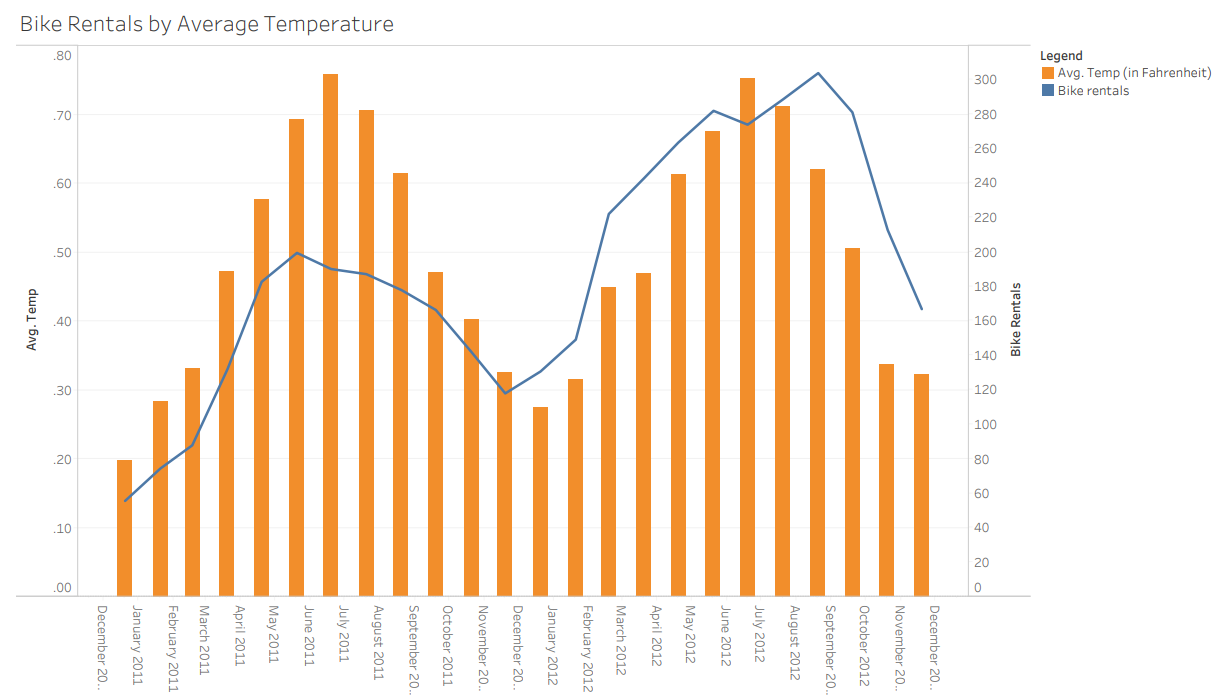 Bike Rentals by Average Temperature
Legend
Avg. Temp (in Fahrenheit)
Bike rentals
Avg. Temp
.80
.70
.60
.50
.40
.30
.20
.10
.00
300
280
260
240
220
200
180
160
140
120
100
80
60
40
20
0
Bike Rentals
December 20..
January 2011
February 2011
March 2011
April 2011
May 2011
June 2011
July 2011
August 2011
September 20..
October 2011
November 20..
December 20..
January 2012
February 2012
March 2012
April 2012
May 2012
June 2012
July 2012
August 2012
September 20..
October 2012
November 20..
December 20..